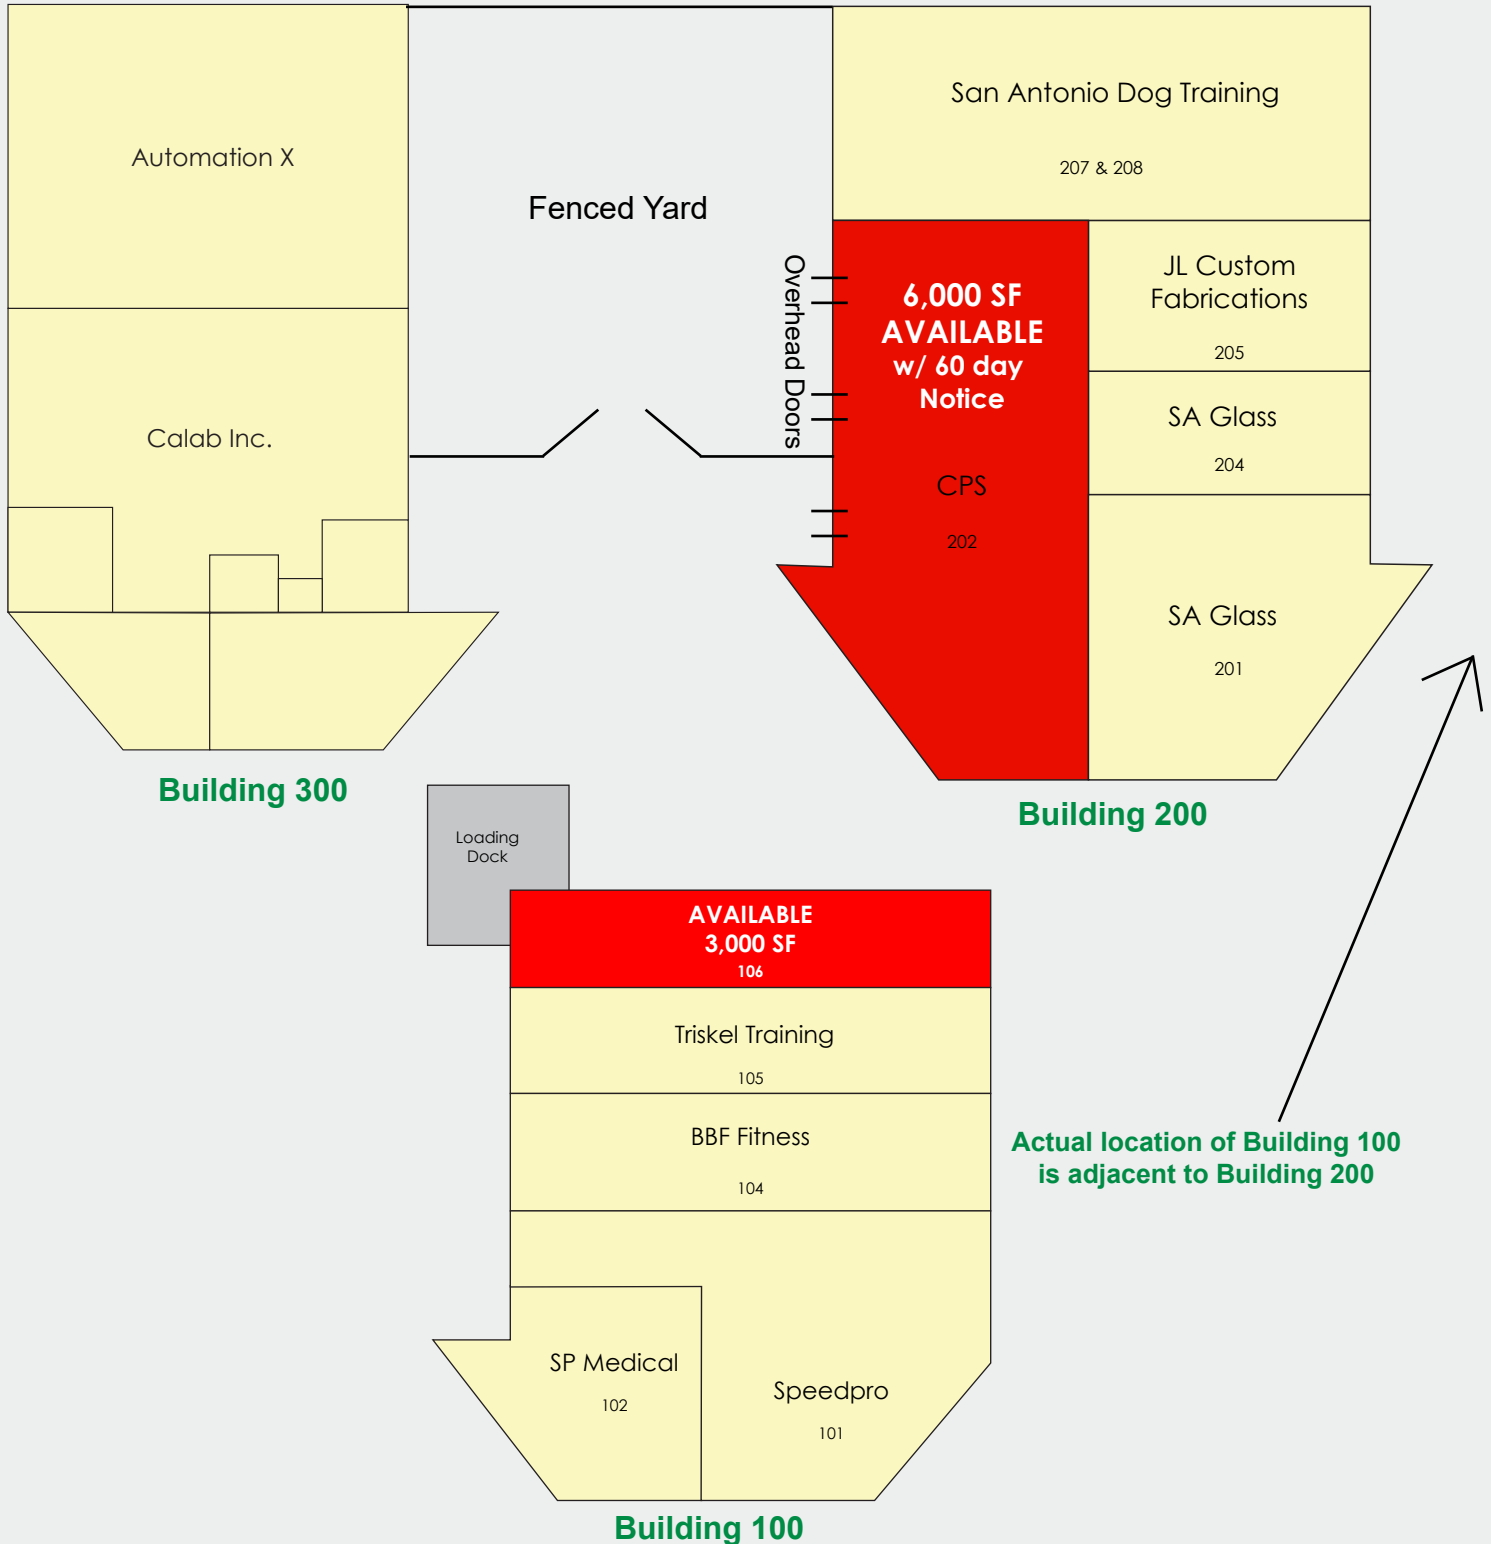 Automation X
Calab Inc.
Building 300
Fenced Yard
Overhead Doors
San Antonio Dog Training
207 & 208
6,000 SF
AVAILABLE
w/ 60 day
Notice
CPS
202
JL Custom
Fabrications
205
SA Glass
204
SA Glass
201
Building 200
Loading
Dock
AVAILABLE
3,000 SF
106
Triskel Training
105
BBF Fitness
104
SP Medical
102
Speedpro
101
Building 100
Actual location of Building 100
is adjacent to Building 200